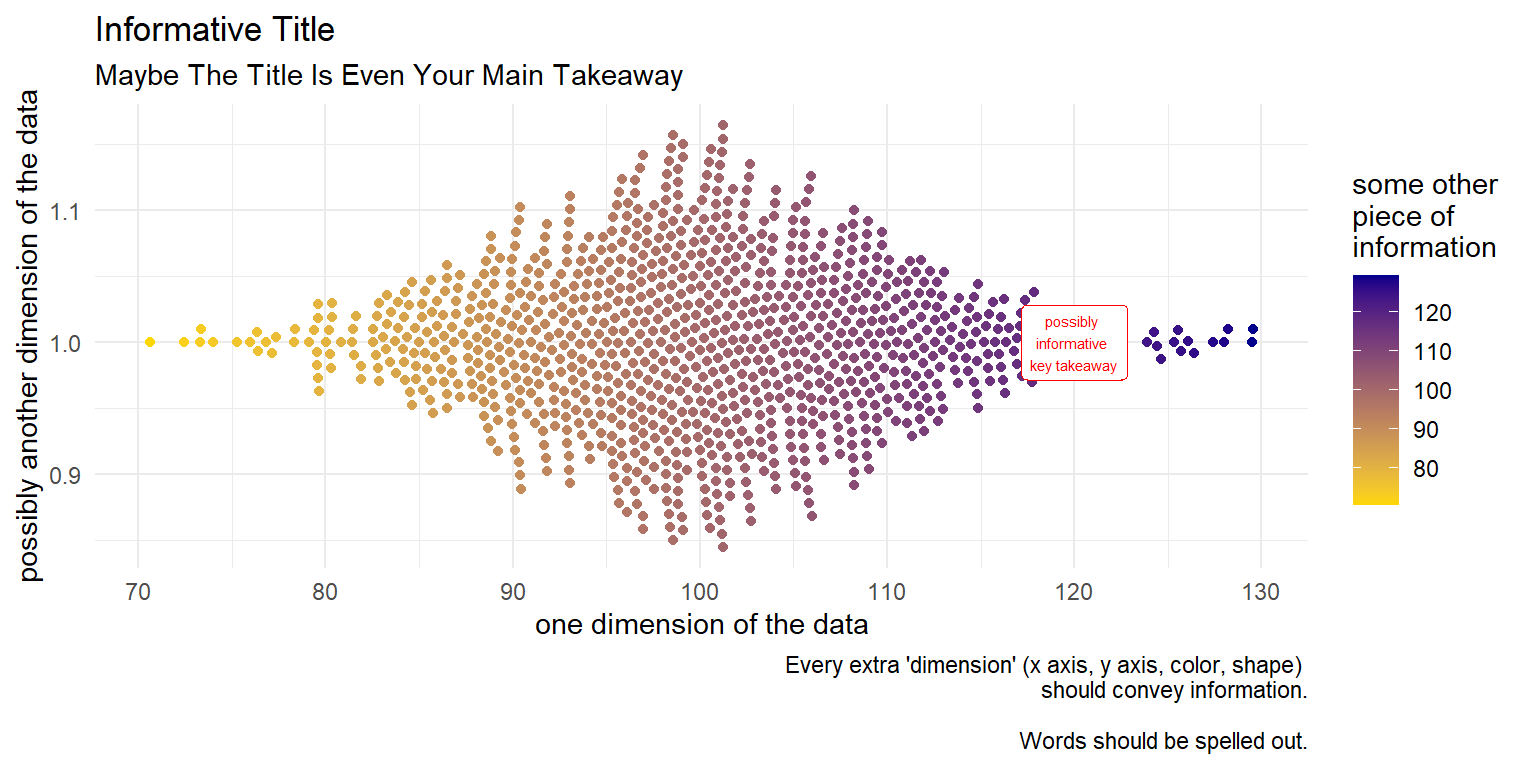 Informative Title
Maybe The Title Is Even Your Main Takeaway
possibly another dimension of the data
1.1
1.0
0.9
possibly
informative
key takeaway
70 80 90 100 110 120 130
one dimension of the data
some other
piece of
information
120
110
100
90
80
Every extra 'dimension' (x axis, y axis, color, shape)
should convey information.
Words should be spelled out.